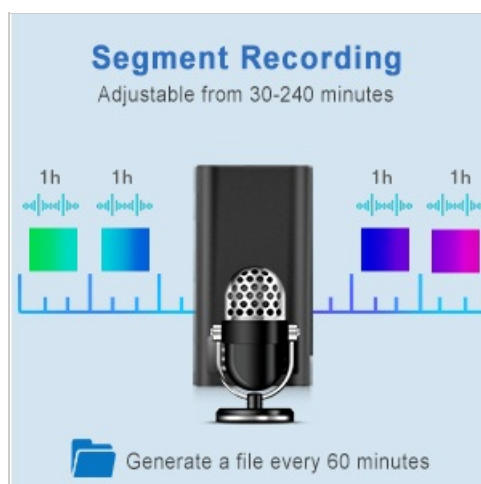 Segment Recording
Adjustable from 30-240 minutes
1h 1h 1h 1h
Generate a file every 60 minutes